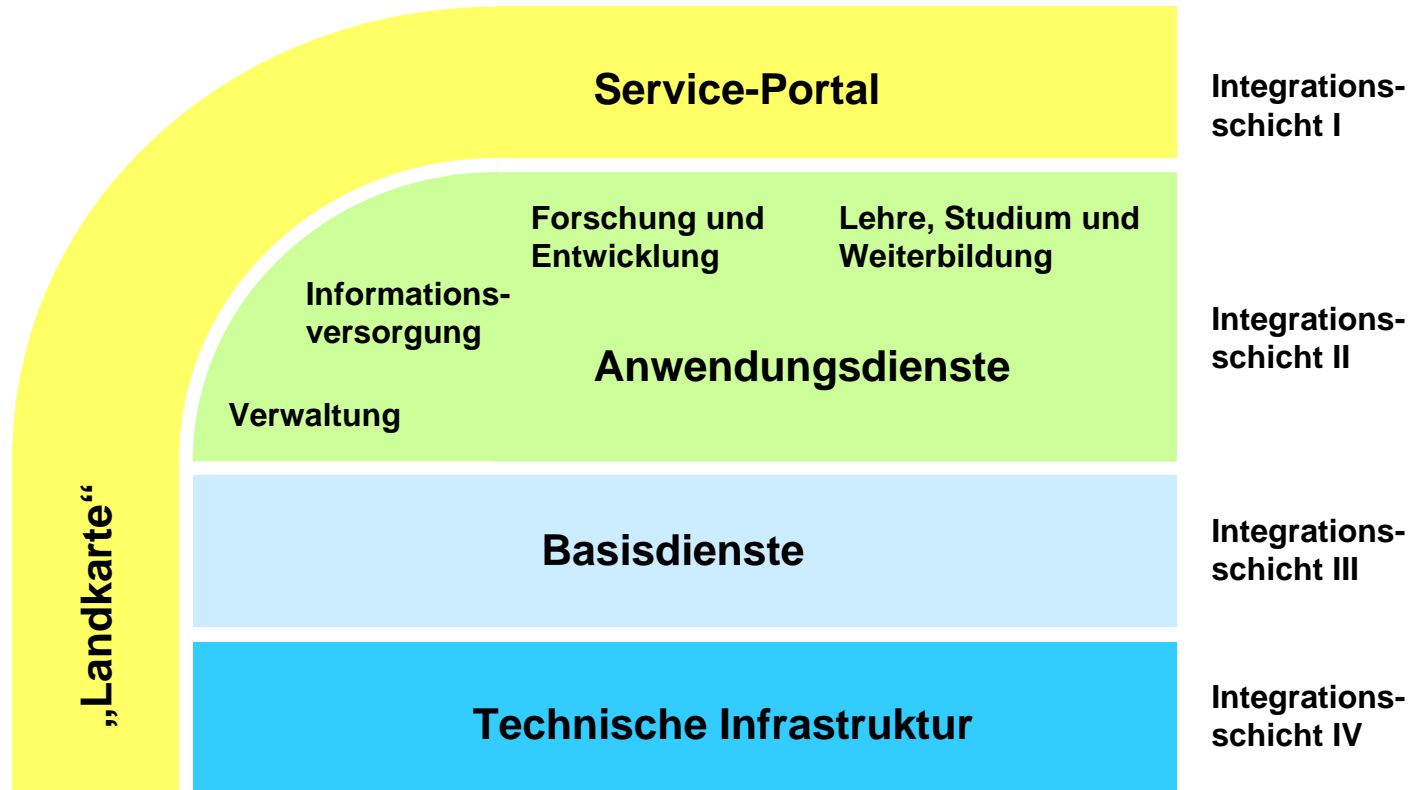 Service-Portal
Integrations-
schicht I
Forschung und
Entwicklung
Lehre, Studium und
Weiterbildung
Informations-
versorgung
Anwendungsdienste
Verwaltung
Integrations-
schicht II
„Landkarte“
Basisdienste
Integrations-
schicht III
Technische Infrastruktur
Integrations-
schicht IV